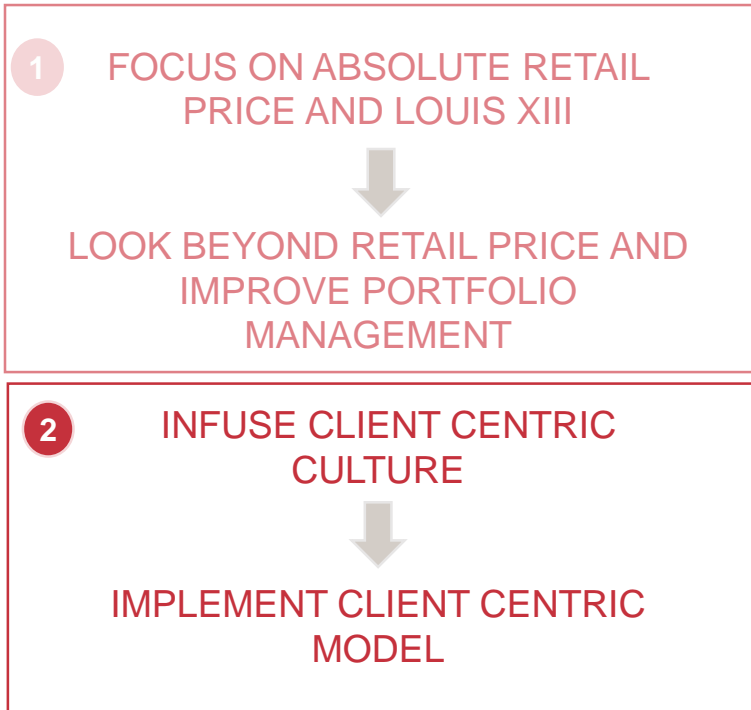 1
FOCUS ON ABSOLUTE RETAIL
PRICE AND LOUIS XIII
LOOK BEYOND RETAIL PRICE AND
IMPROVE PORTFOLIO
MANAGEMENT
2
INFUSE CLIENT CENTRIC
CULTURE
IMPLEMENT CLIENT CENTRIC
MODEL